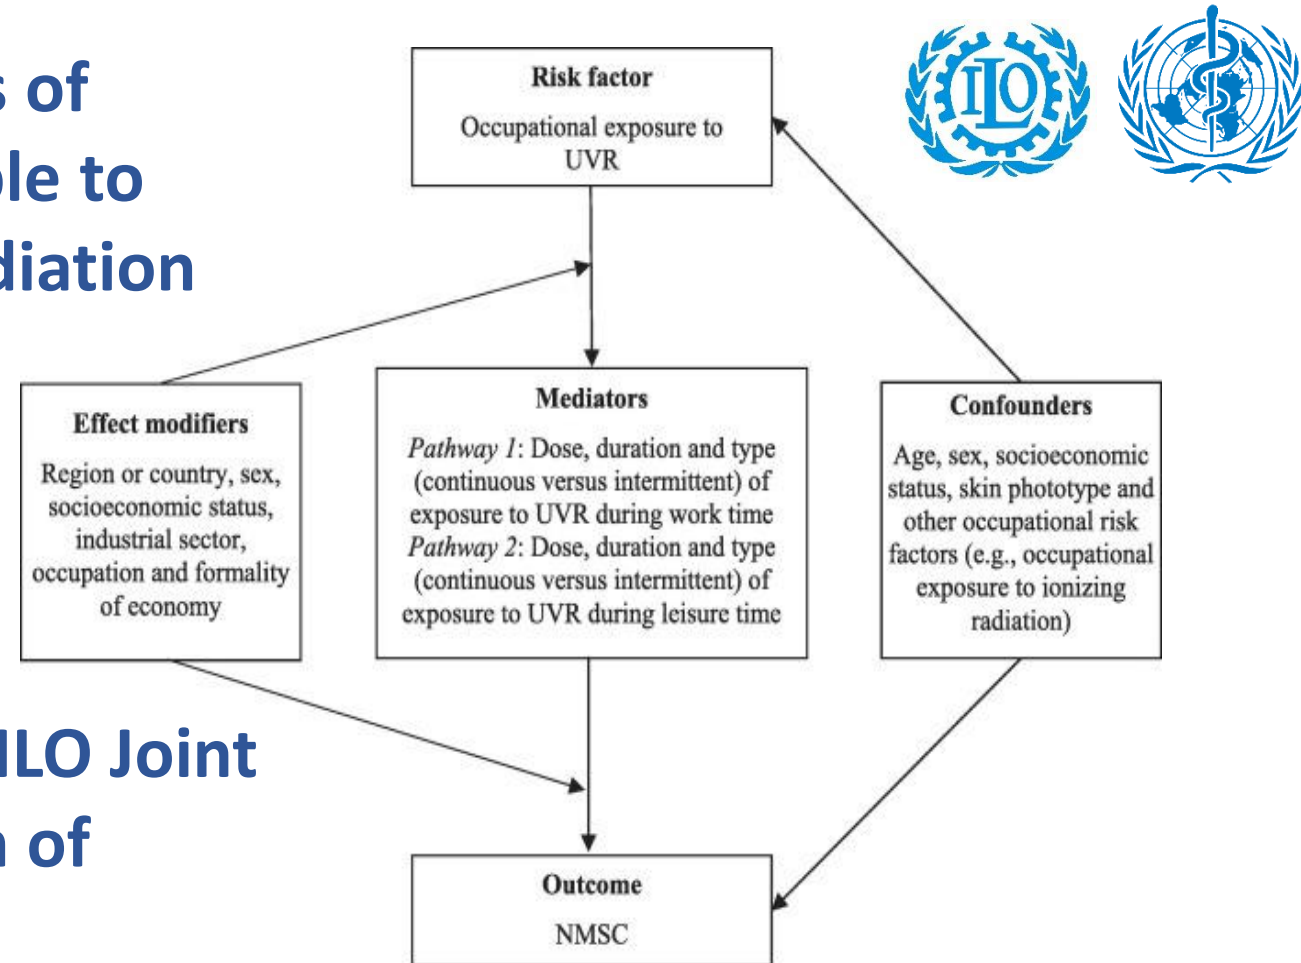 s of
ble to
diation
ILO
Risk factor
Occupational exposure to
UVR
Effect modifiers
Region or country, sex,
socioeconomic status,
industrial sector,
occupation and formality
of economy
Mediators
Pathway 1: Dose, duration and type
(continuous versus intermittent) of
exposure to UVR during work time
Pathway 2: Dose, duration and type
(continuous versus intermittent) of
exposure to UVR during leisure time
Confounders
Age, sex, socioeconomic
status, skin phototype and
other occupational risk
factors (e.g., occupational
exposure to ionizing
radiation)
ILO Joint
of
Outcome
NMSC